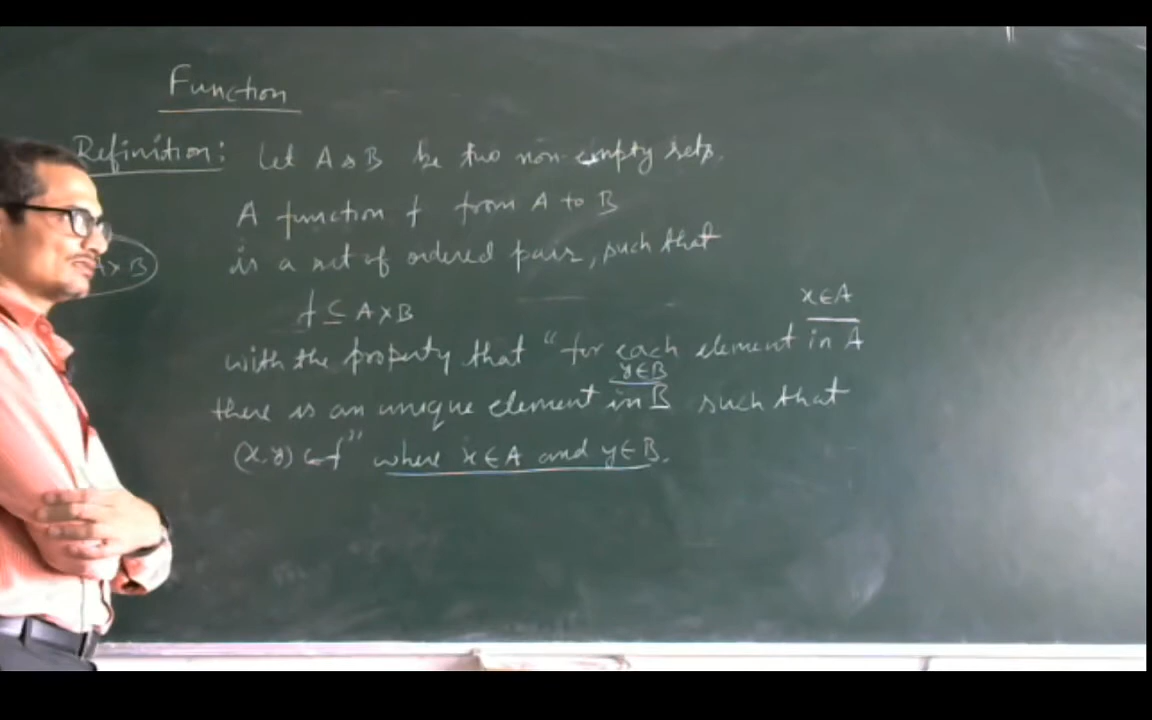 Function
Definition: Let A & B be two non-empty sets.
A function f from A to B
A × B
is a set of ordered pair, such that
f ⊆ A × B
x ∈ A
with the property that "for each element in A
y ∈ B
there is an unique element in B such that
(x, y) ∈ f" where x ∈ A and y ∈ B.